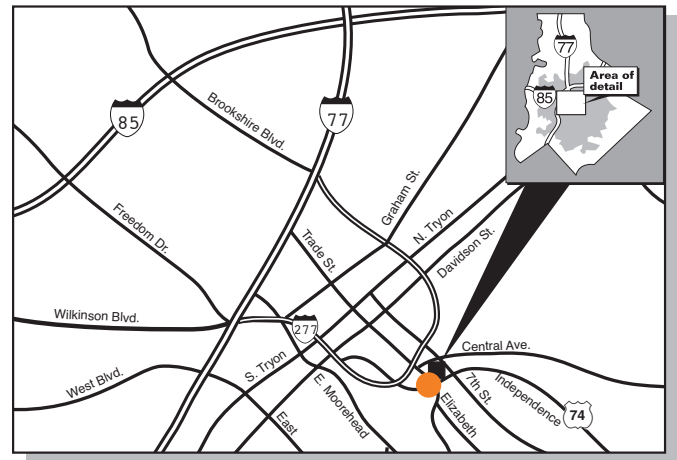 77
Area of
detail
85
85
77
Brookshire Blvd.
Graham St.
Freedom Dr.
Trade St.
N. Tryon
Davidson St.
Wilkinson Blvd.
277
Central Ave.
West Blvd.
S. Tryon
E. Moorehead
East
7th St.
Independence
74
Elizabeth